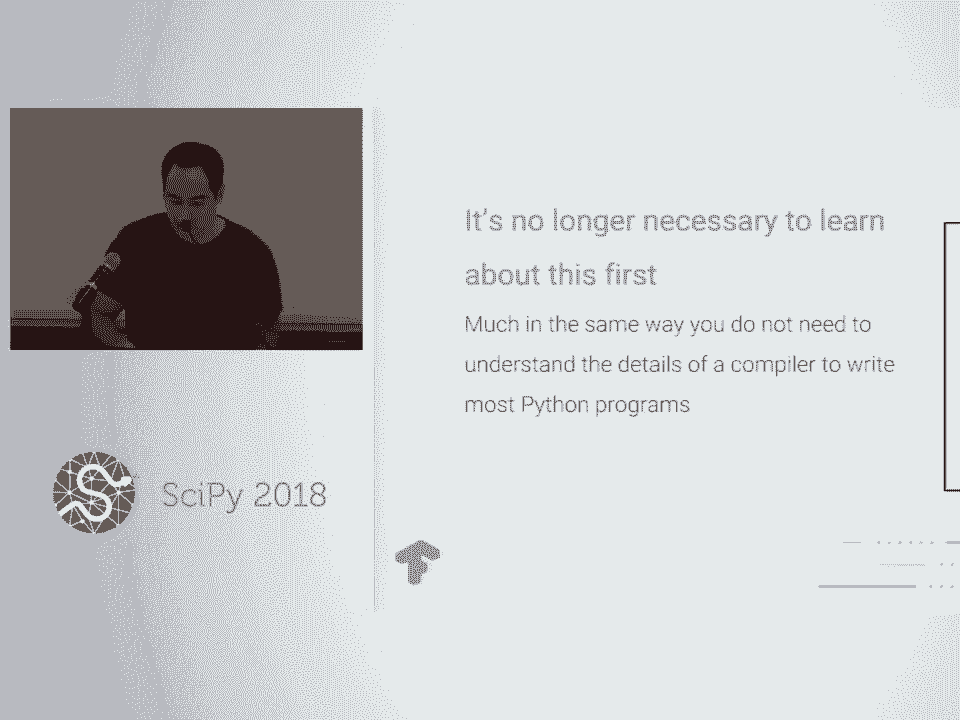 It's no longer necessary to learn
about this first
Much in the same way you do not need to
understand the details of a compiler to write
most Python programs
SciPy 2018